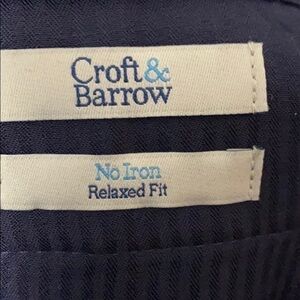 Croft &
Barrow
No Iron
Relaxed Fit